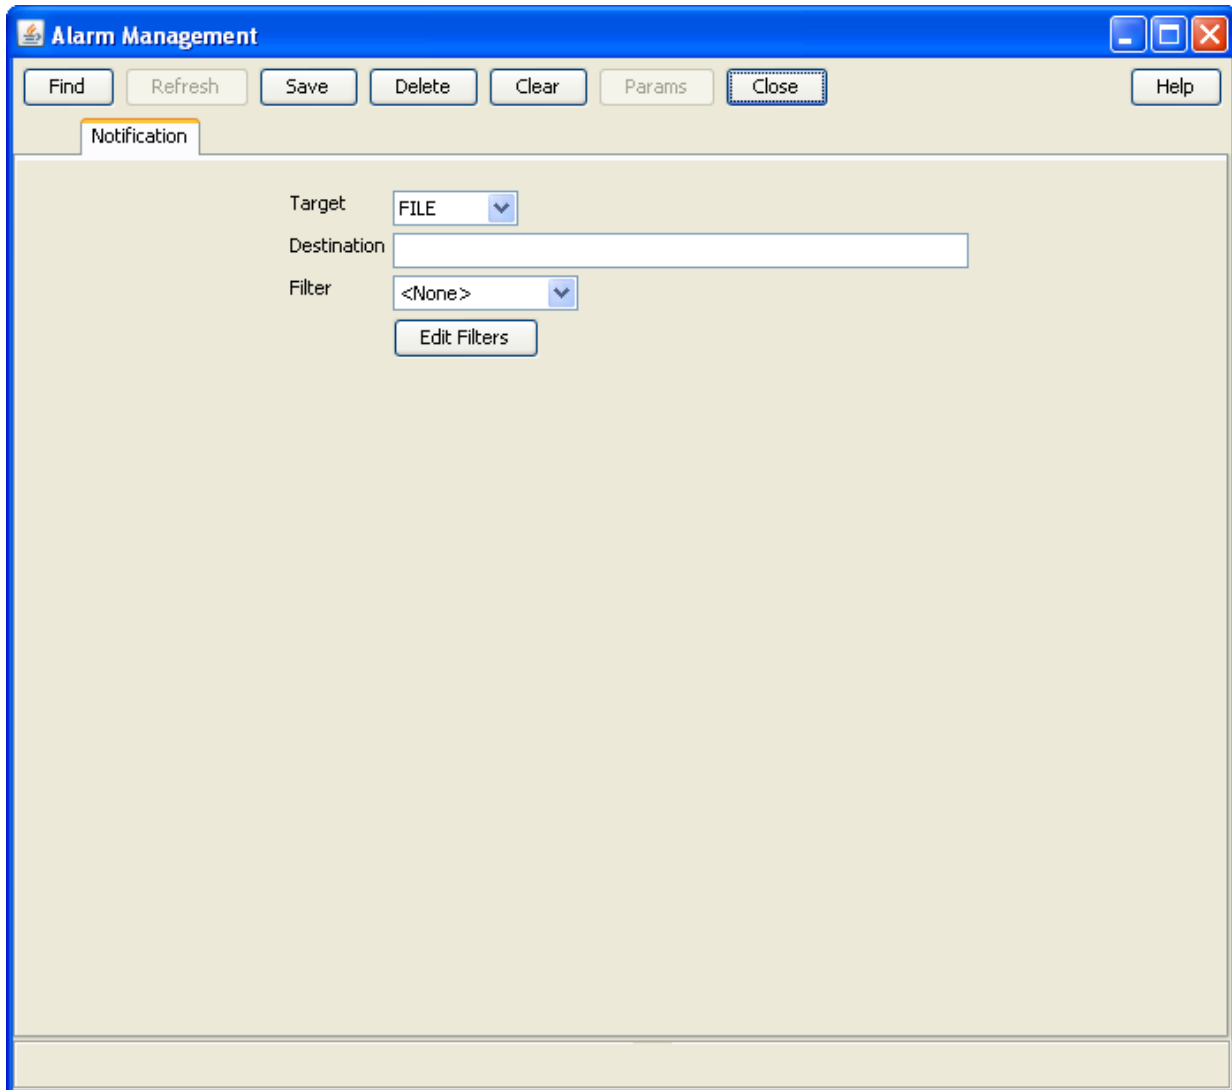 Alarm Management
Find Refresh Save Delete Clear Params Close Help
Notification
Target FILE
Destination
Filter <None>
Edit Filters